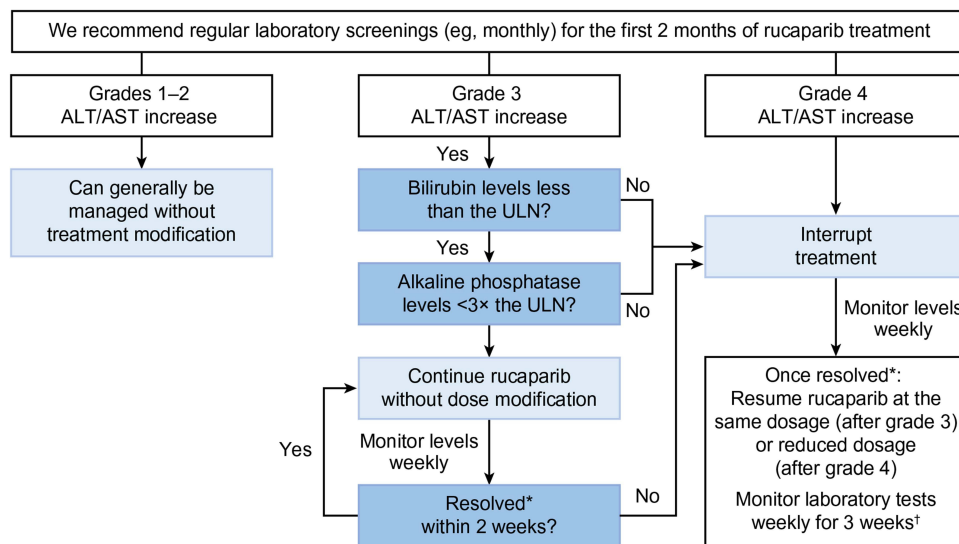 We recommend regular laboratory screenings (eg, monthly) for the first 2 months of rucaparib treatment
Grades 1–2
ALT/AST increase
Can generally be
managed without
treatment modification
Grade 3
ALT/AST increase
Yes
Bilirubin levels less
than the ULN?
No
Yes
Alkaline phosphatase
levels <3× the ULN?
No
Continue rucaparib
without dose modification
Monitor levels
weekly
Yes
Resolved*
within 2 weeks?
No
Grade 4
ALT/AST increase
Interrupt
treatment
Monitor levels
weekly
Once resolved*:
Resume rucaparib at the
same dosage (after grade 3)
or reduced dosage
(after grade 4)
Monitor laboratory tests
weekly for 3 weeks†